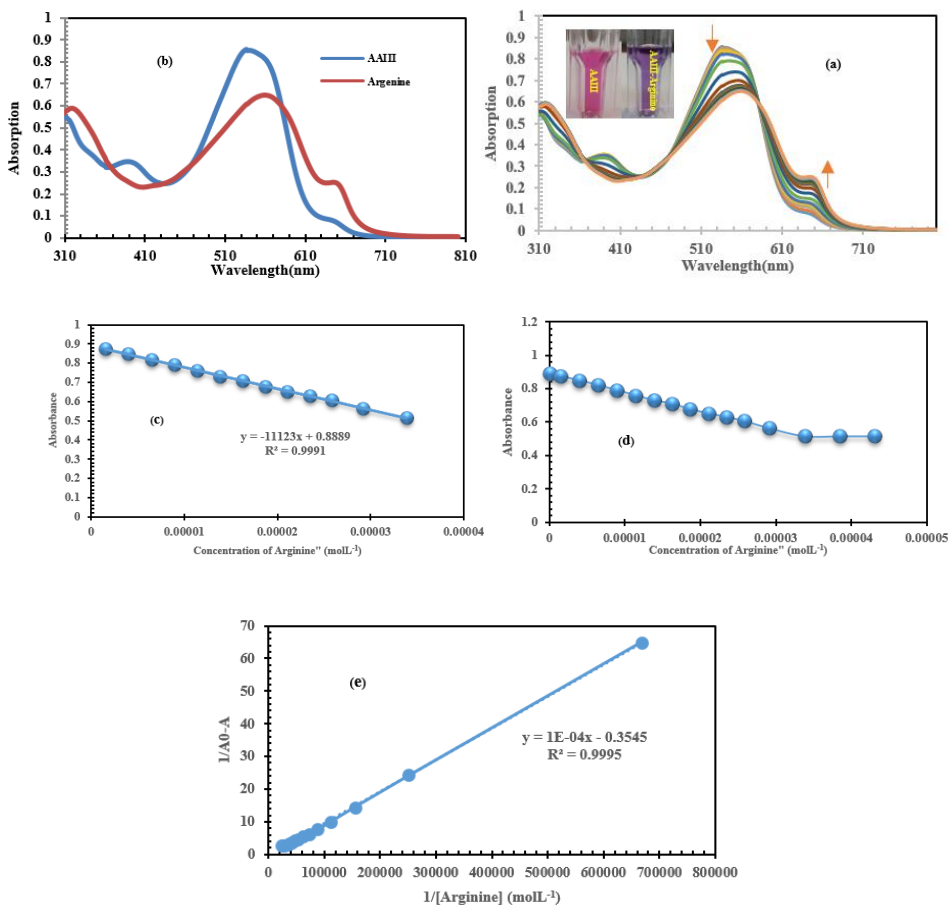 (b)
AAIII
Argenine
Absorption
1
0.9
0.8
0.7
0.6
0.5
0.4
0.3
0.2
0.1
0
310 410 510 610 710 810
Wavelength(nm)
(a)
AAIII
AAIII- Arginine
Absorption
1
0.9
0.8
0.7
0.6
0.5
0.4
0.3
0.2
0.1
0
310 410 510 610 710
Wavelength(nm)
Absorbance
1
0.9
0.8
0.7
0.6
0.5
0.4
0.3
0.2
0.1
0
(c)
y = -11123x + 0.8889
R² = 0.9991
0 0.00001 0.00002 0.00003 0.00004
Concentration of Arginine" (molL⁻¹)
Absorbance
1.2
1
0.8
0.6
0.4
0.2
0
(d)
0 0.00001 0.00002 0.00003 0.00004 0.00005
Concentration of Arginine" (molL⁻¹)
1/A0-A
70
60
50
40
30
20
10
0
(e)
y = 1E-04x - 0.3545
R² = 0.9995
0 100000 200000 300000 400000 500000 600000 700000 800000
1/[Arginine] (molL⁻¹)